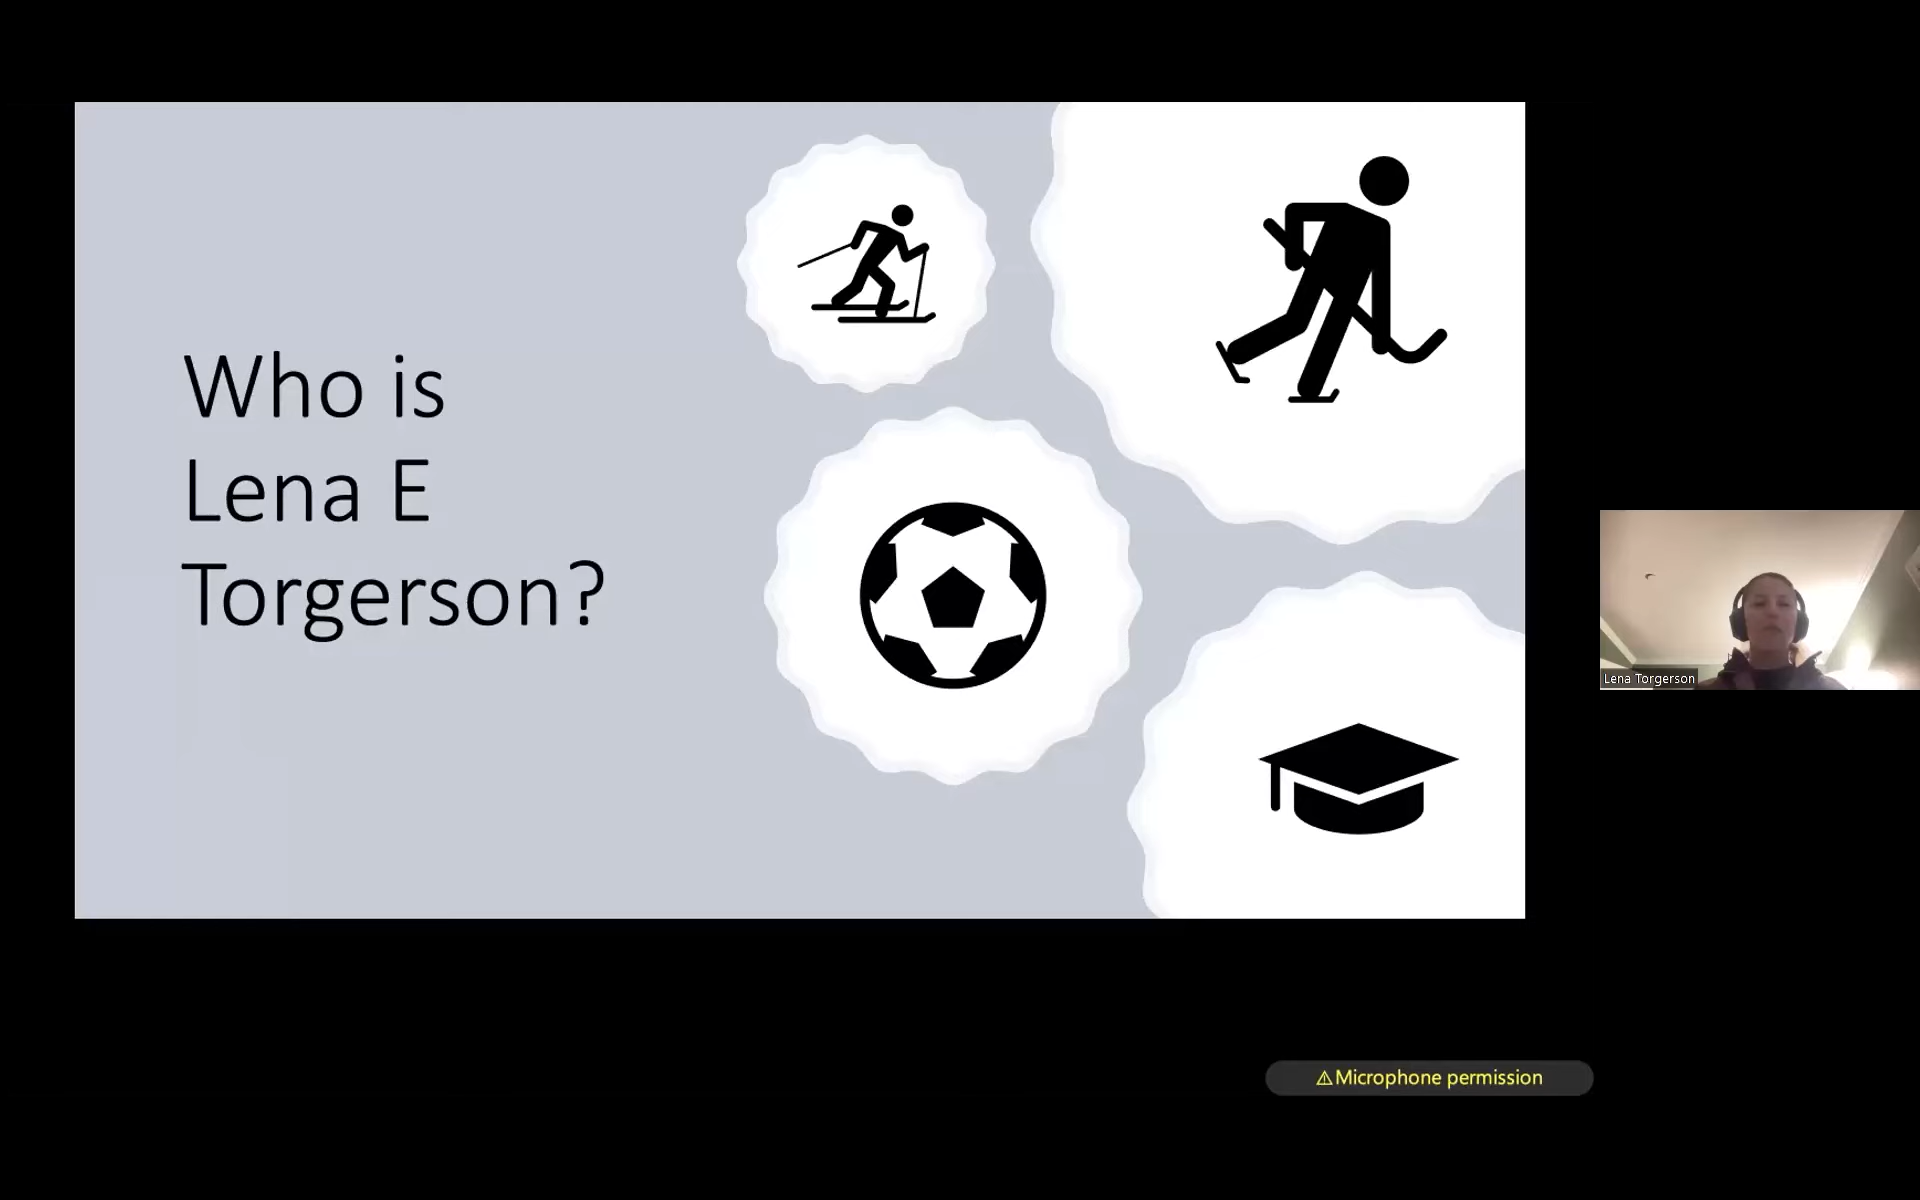 Who is
Lena E
Torgerson?
Lena Torgerson
⚠Microphone permission